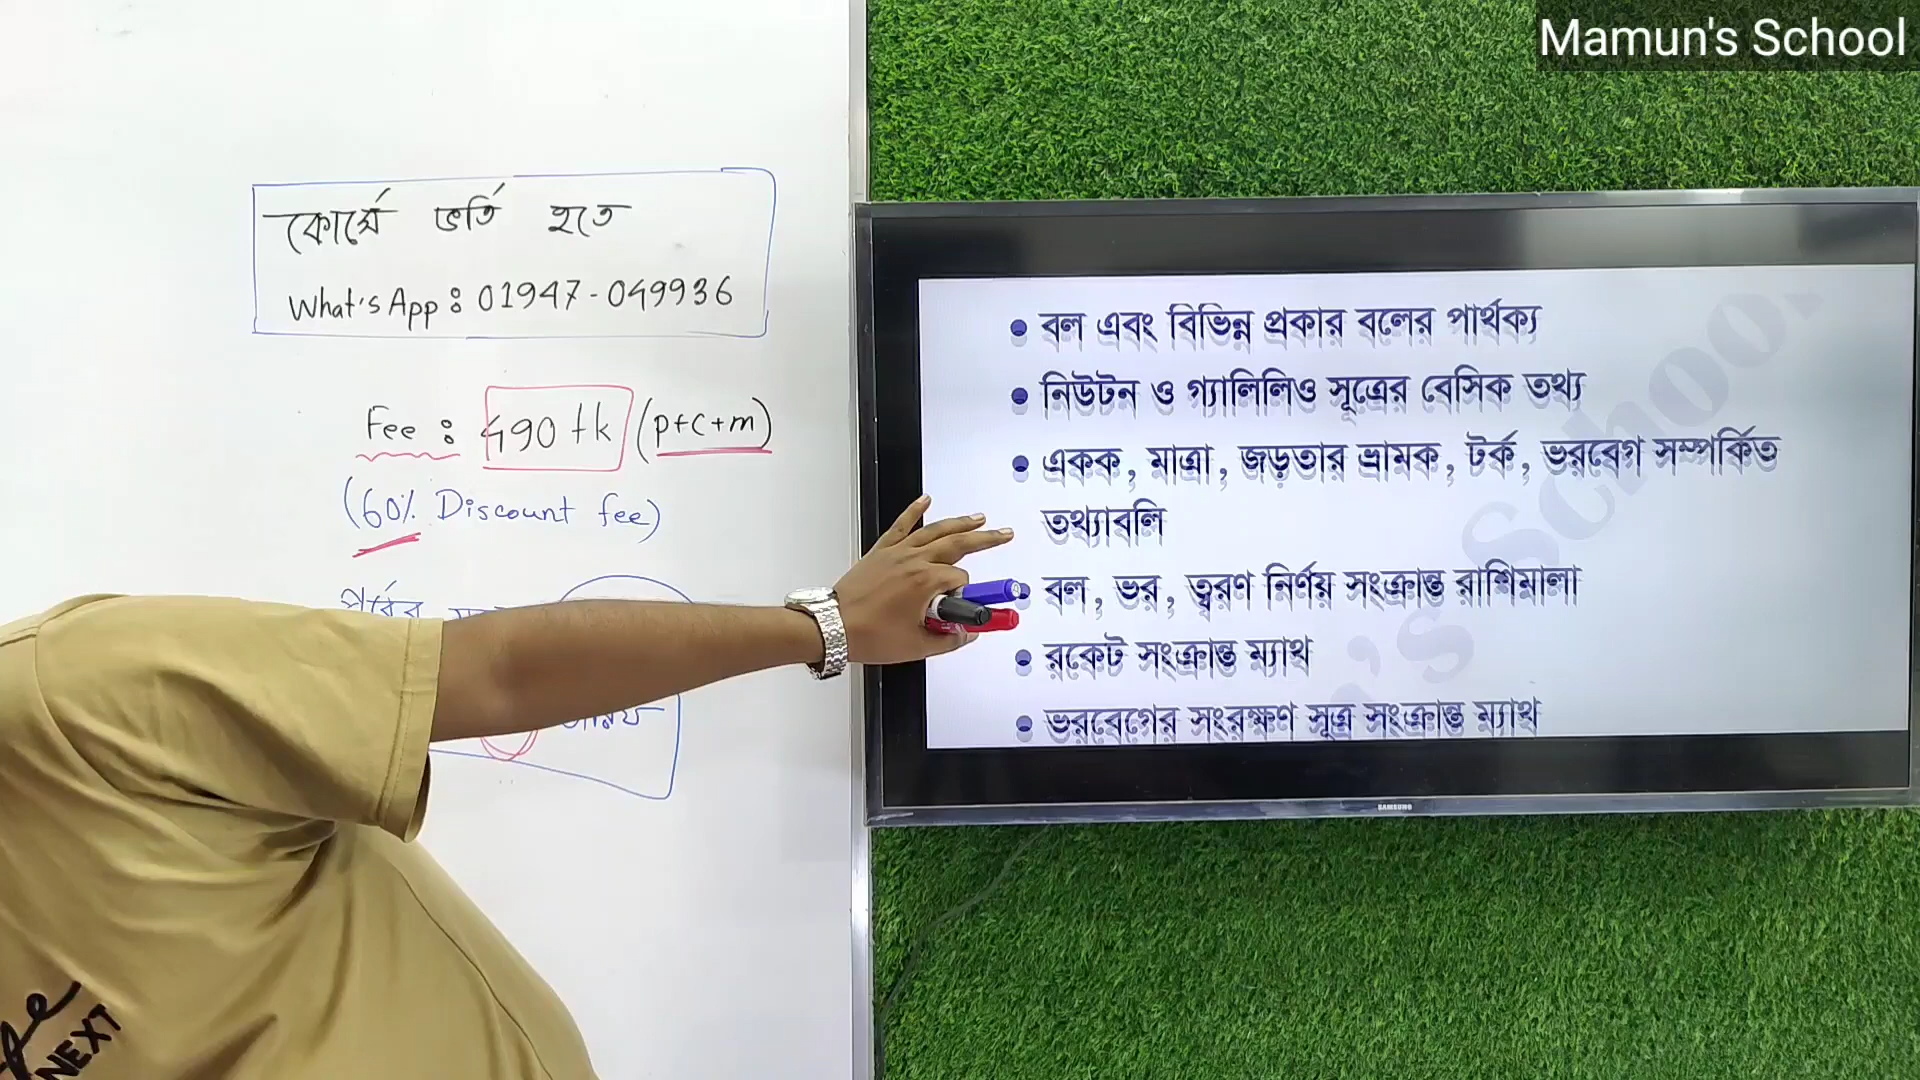 Mamun's School
কোর্সে ভর্তি হতে
What's App : 01947-049936
Fee : 490 tk (p+c+m)
(60% Discount fee)
• বল এবং বিভিন্ন প্রকার বলের পার্থক্য
• নিউটন ও গ্যালিলিও সূত্রের বেসিক তথ্য
• একক, মাত্রা, জড়তার ভ্রামক, টর্ক, ভরবেগ সম্পর্কিত
তথ্যাবলি
• বল, ভর, ত্বরণ নির্ণয় সংক্রান্ত রাশিমালা
• রকেট সংক্রান্ত ম্যাথ
• ভরবেগের সংরক্ষণ সূত্র সংক্রান্ত ম্যাথ
SAMSUNG
NEXT